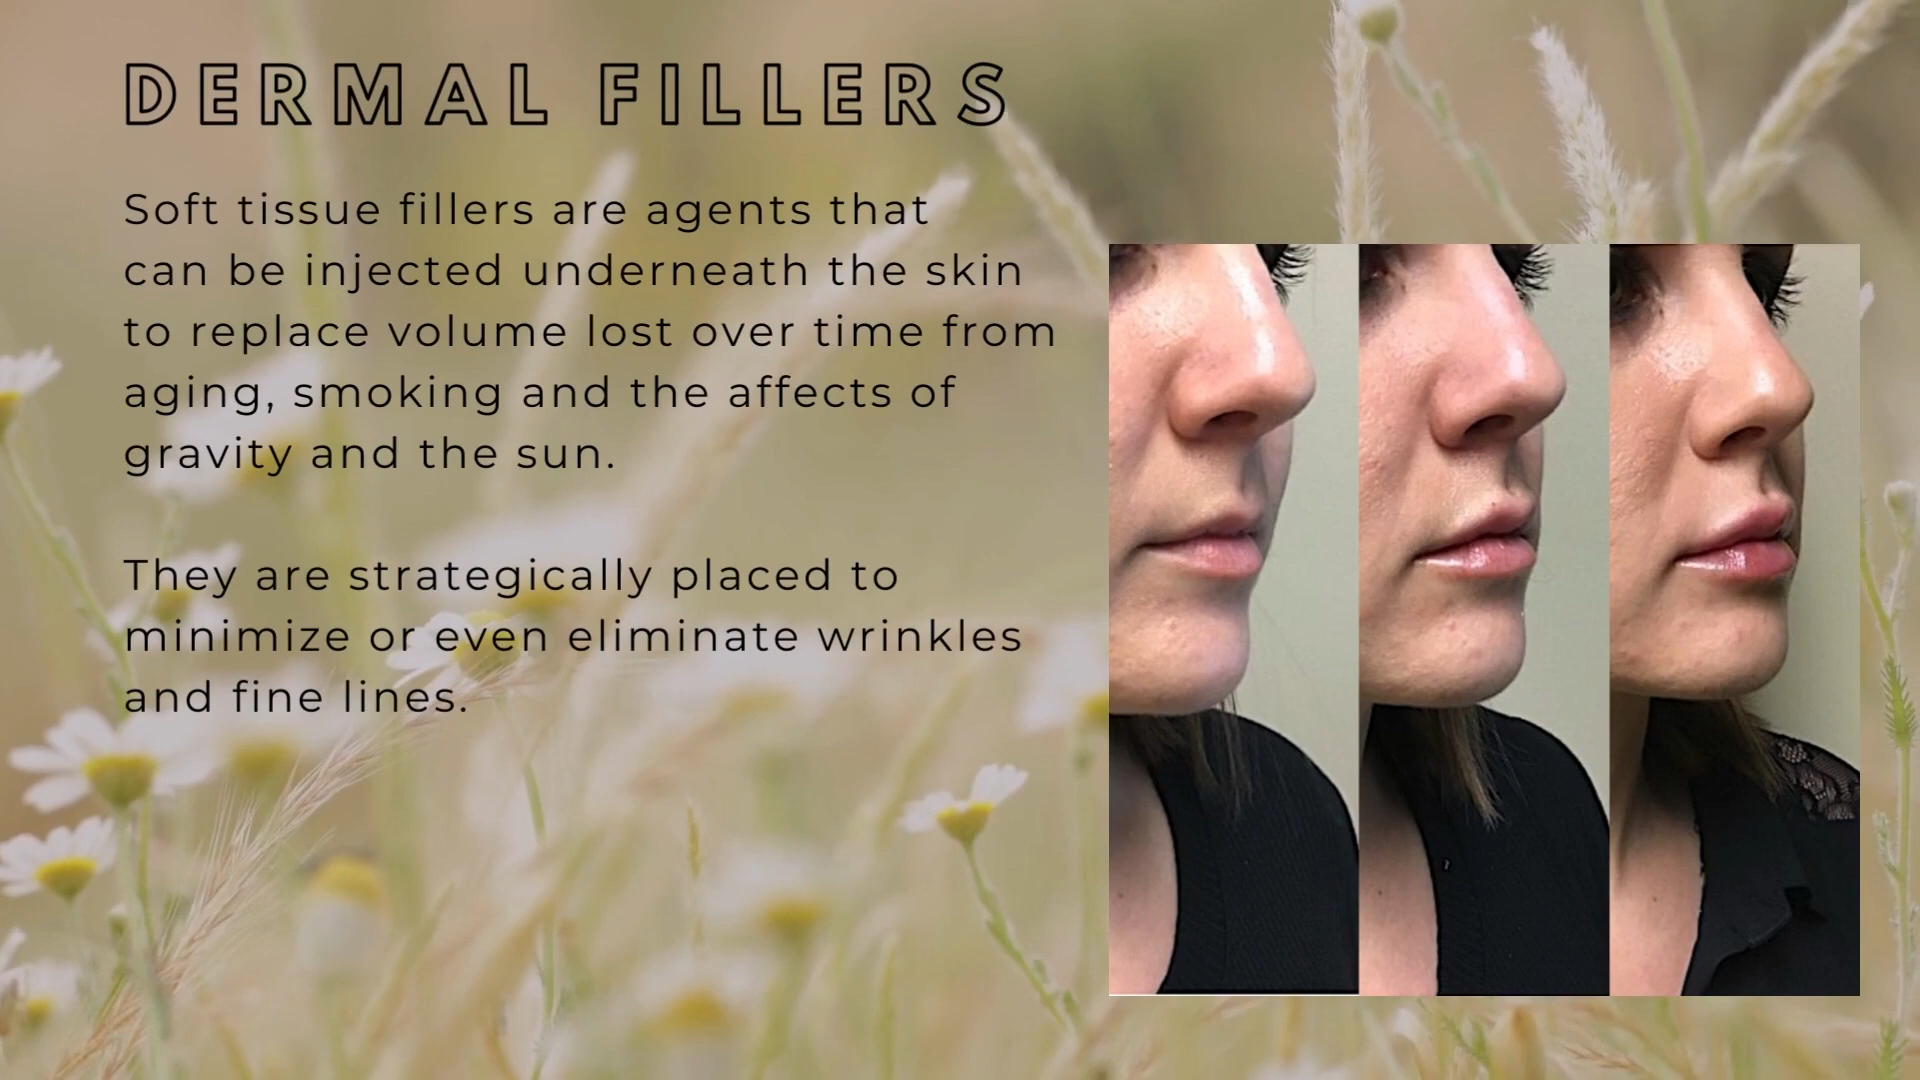 DERMAL FILLERS
Soft tissue fillers are agents that
can be injected underneath the skin
to replace volume lost over time from
aging, smoking and the affects of
gravity and the sun.
They are strategically placed to
minimize or even eliminate wrinkles
and fine lines.